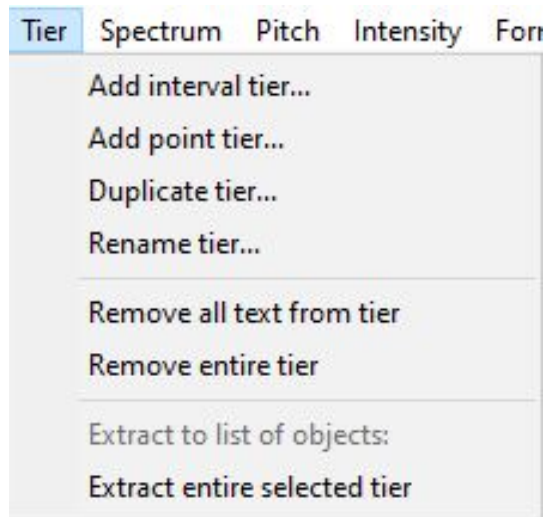 Tier Spectrum Pitch Intensity
Add interval tier...
Add point tier...
Duplicate tier...
Rename tier...
Remove all text from tier
Remove entire tier
Extract to list of objects:
Extract entire selected tier